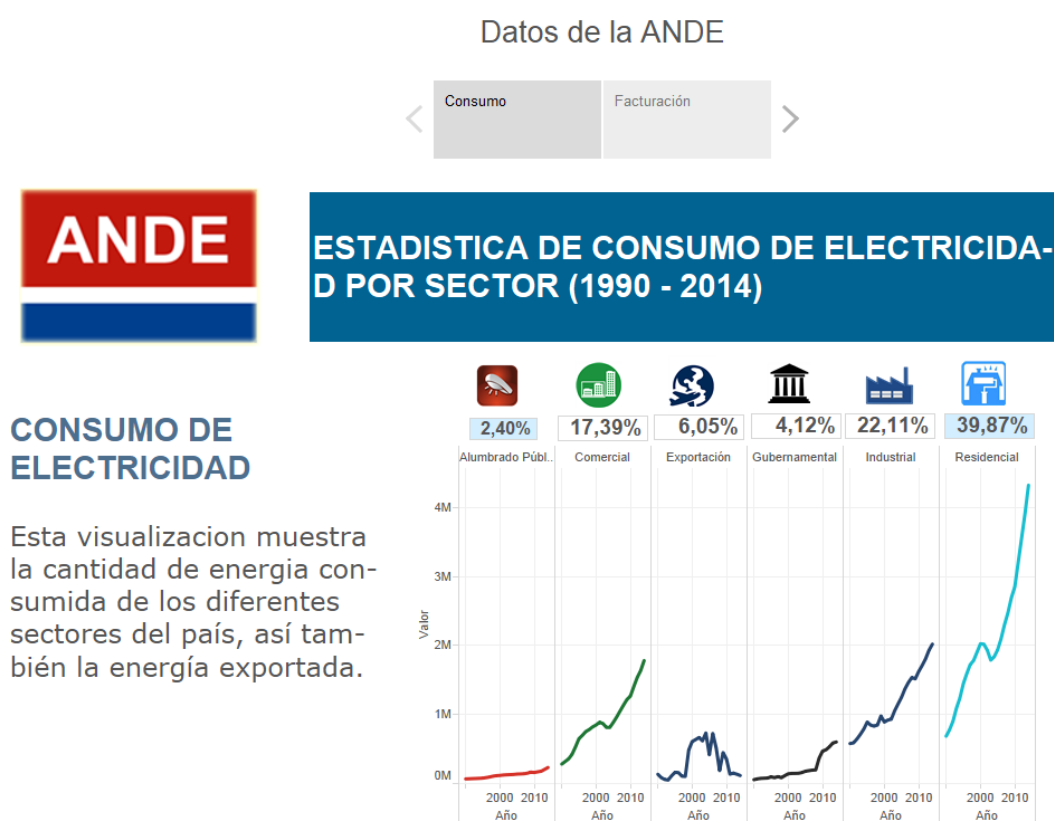 Datos de la ANDE
Consumo
Facturación
ANDE
ESTADISTICA DE CONSUMO DE ELECTRICIDA-
D POR SECTOR (1990 - 2014)
CONSUMO DE
ELECTRICIDAD
Esta visualizacion muestra
la cantidad de energia con-
sumida de los diferentes
sectores del país, así tam-
bién la energía exportada.
2,40% 17,39% 6,05% 4,12% 22,11% 39,87%
Alumbrado Públ.. Comercial Exportación Gubernamental Industrial Residencial
4M
3M
2M
1M
0M
Valor
2000 2010 2000 2010 2000 2010 2000 2010 2000 2010 2000 2010
Año Año Año Año Año Año